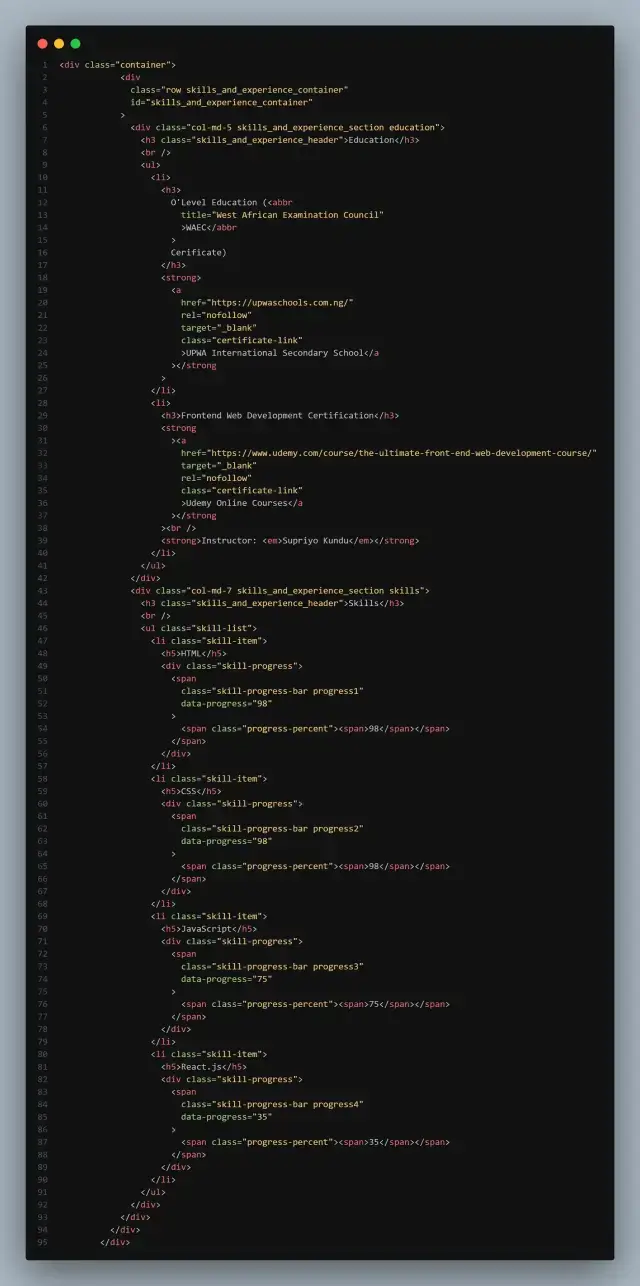 1 <div class="container">
2 <div
3 class="row skills_and_experience_container"
4 id="skills_and_experience_container"
5 >
6 <div class="col-md-5 skills_and_experience_section education">
7 <h3 class="skills_and_experience_header">Education</h3>
8 <br />
9 <ul>
10 <li>
11 <h3>
12 O'Level Education (<abbr
13 title="West African Examination Council"
14 >WAEC</abbr
15 >
16 Cerificate)
17 </h3>
18 <strong>
19 <a
20 href="https://upwaschools.com.ng/"
21 rel="nofollow"
22 target="_blank"
23 class="certificate-link"
24 >UPWA International Secondary School</a
25 ></strong
26 >
27 </li>
28 <li>
29 <h3>Frontend Web Development Certification</h3>
30 <strong
31 ><a
32 href="https://www.udemy.com/course/the-ultimate-front-end-web-development-course/"
33 target="_blank"
34 rel="nofollow"
35 class="certificate-link"
36 >Udemy Online Courses</a
37 ></strong
38 ><br />
39 <strong>Instructor: <em>Supriyo Kundu</em></strong>
40 </li>
41 </ul>
42 </div>
43 <div class="col-md-7 skills_and_experience_section skills">
44 <h3 class="skills_and_experience_header">Skills</h3>
45 <br />
46 <ul class="skill-list">
47 <li class="skill-item">
48 <h5>HTML</h5>
49 <div class="skill-progress">
50 <span
51 class="skill-progress-bar progress1"
52 data-progress="98"
53 >
54 <span class="progress-percent"><span>98</span></span>
55 </span>
56 </div>
57 </li>
58 <li class="skill-item">
59 <h5>CSS</h5>
60 <div class="skill-progress">
61 <span
62 class="skill-progress-bar progress2"
63 data-progress="98"
64 >
65 <span class="progress-percent"><span>98</span></span>
66 </span>
67 </div>
68 </li>
69 <li class="skill-item">
70 <h5>JavaScript</h5>
71 <div class="skill-progress">
72 <span
73 class="skill-progress-bar progress3"
74 data-progress="75"
75 >
76 <span class="progress-percent"><span>75</span></span>
77 </span>
78 </div>
79 </li>
80 <li class="skill-item">
81 <h5>React.js</h5>
82 <div class="skill-progress">
83 <span
84 class="skill-progress-bar progress4"
85 data-progress="35"
86 >
87 <span class="progress-percent"><span>35</span></span>
88 </span>
89 </div>
90 </li>
91 </ul>
92 </div>
93 </div>
94 </div>
95 </div>